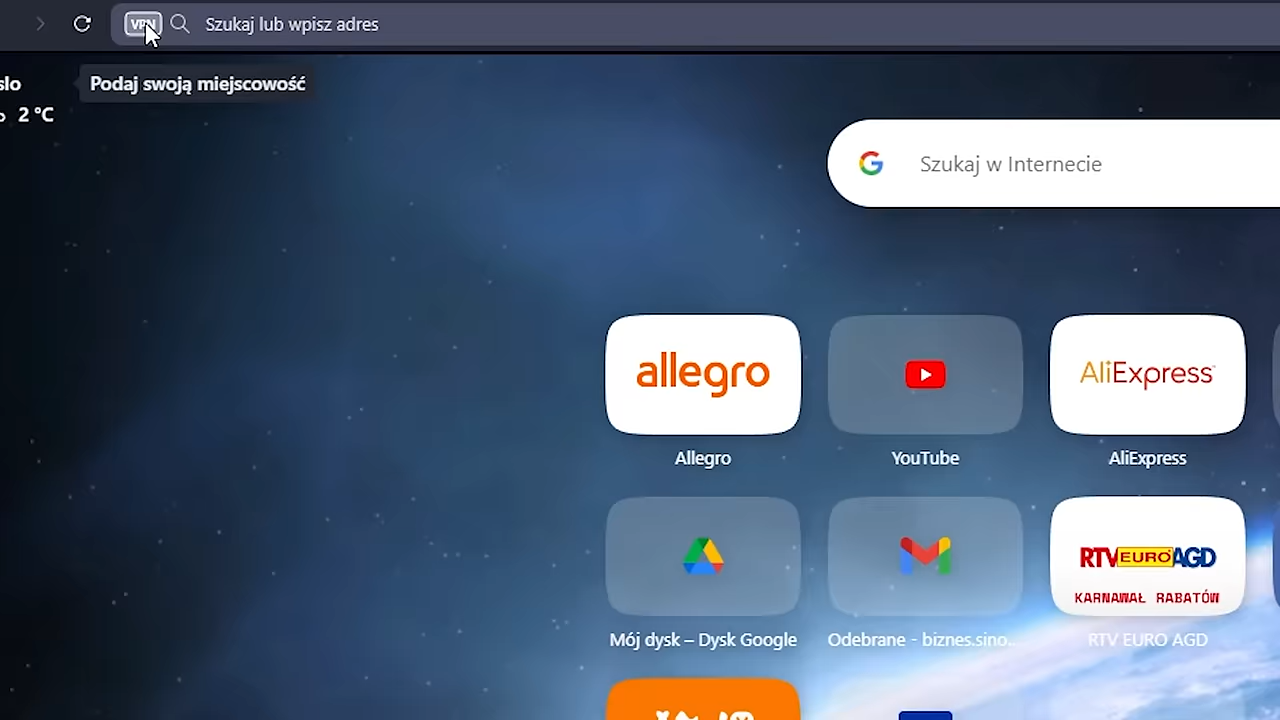 VPN
Szukaj lub wpisz adres
slo
Podaj swoją miejscowość
2 °C
Szukaj w Internecie
allegro
AliExpress
Allegro
YouTube
AliExpress
RTV EURO AGD
KARNAWAŁ RABATÓW
Mój dysk – Dysk Google
Odebrane - biznes.sino...
RTV EURO AGD